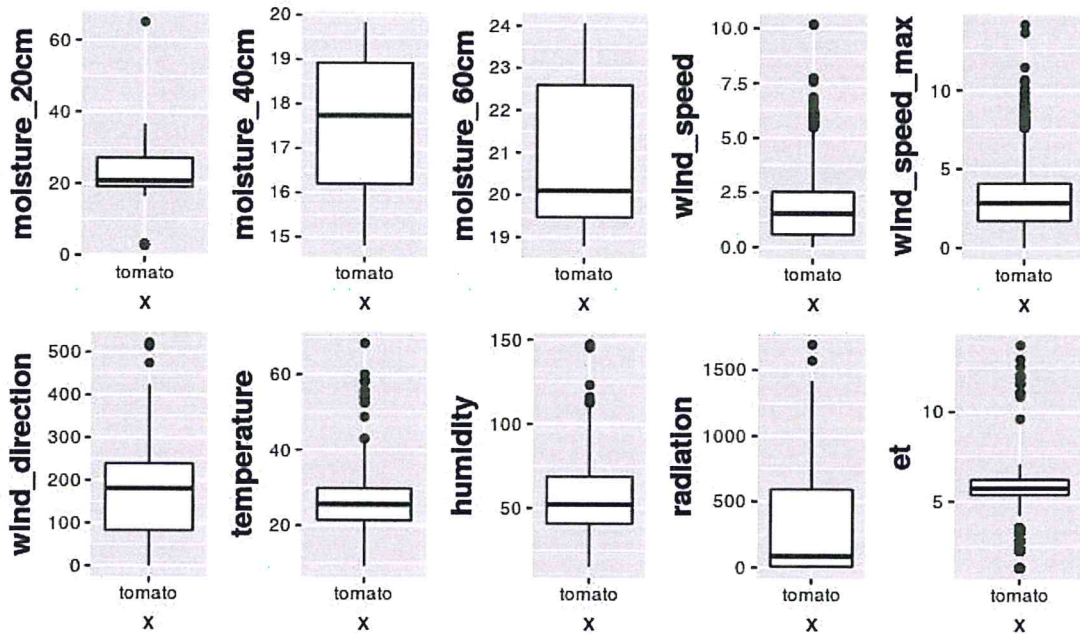 moisture_20cm
60
40
20
0
tomato
x
moisture_40cm
20
19
18
17
16
15
tomato
x
moisture_60cm
24
23
22
21
20
19
tomato
x
wind_speed
10.0
7.5
5.0
2.5
0.0
tomato
x
wind_speed_max
10
5
0
tomato
x
wind_direction
500
400
300
200
100
0
tomato
x
temperature
60
40
20
tomato
x
humidity
150
100
50
tomato
x
radiation
1500
1000
500
0
tomato
x
et
10
5
tomato
x